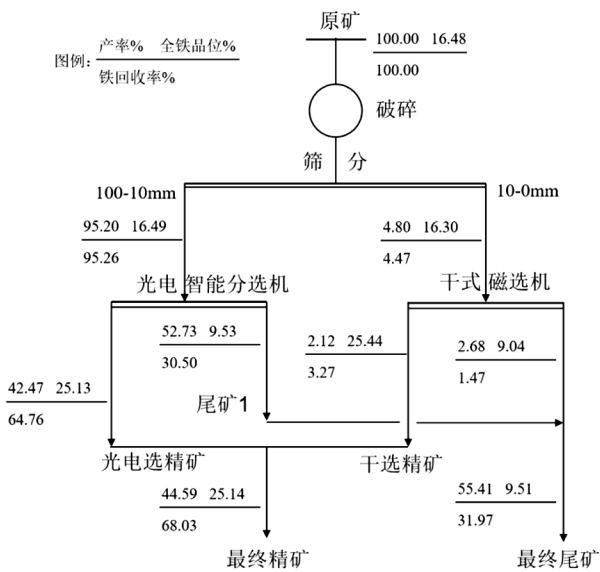 原矿
图例：
产率%  全铁品位%
铁回收率%
100.00  16.48
100.00
破碎
筛 分
100-10mm
10-0mm
95.20  16.49
95.26
4.80  16.30
4.47
光电 智能分选机
干式 磁选机
52.73  9.53
30.50
2.12  25.44
3.27
2.68  9.04
1.47
42.47  25.13
64.76
尾矿1
光电选精矿
干选精矿
44.59  25.14
68.03
55.41  9.51
31.97
最终精矿
最终尾矿